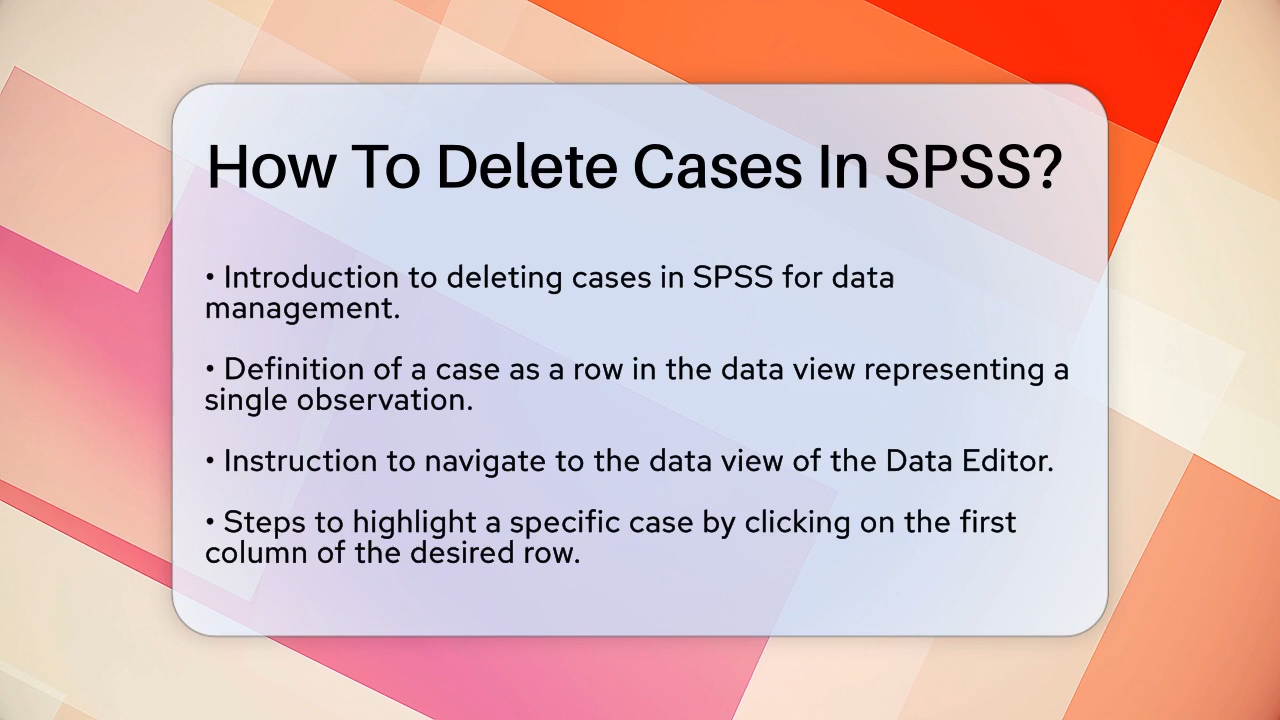 How To Delete Cases In SPSS?
• Introduction to deleting cases in SPSS for data
management.
• Definition of a case as a row in the data view representing a
single observation.
• Instruction to navigate to the data view of the Data Editor.
• Steps to highlight a specific case by clicking on the first
column of the desired row.